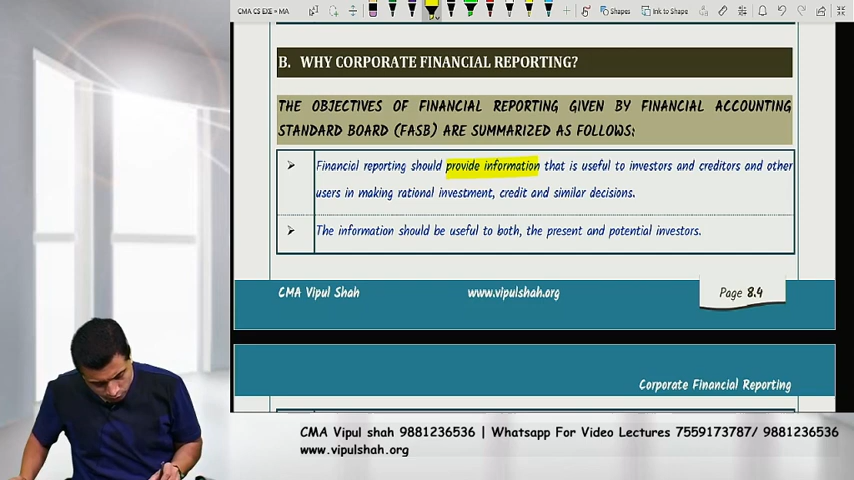 CMA CS EXE + MA
Shapes
Ink to Shape
B. WHY CORPORATE FINANCIAL REPORTING?
THE OBJECTIVES OF FINANCIAL REPORTING GIVEN BY FINANCIAL ACCOUNTING
STANDARD BOARD (FASB) ARE SUMMARIZED AS FOLLOWS:
➢ Financial reporting should provide information that is useful to investors and creditors and other
users in making rational investment, credit and similar decisions.
➢ The information should be useful to both, the present and potential investors.
CMA Vipul Shah www.vipulshah.org Page 8.4
Corporate Financial Reporting
CMA Vipul shah 9881236536 | Whatsapp For Video Lectures 7559173787/ 9881236536
www.vipulshah.org